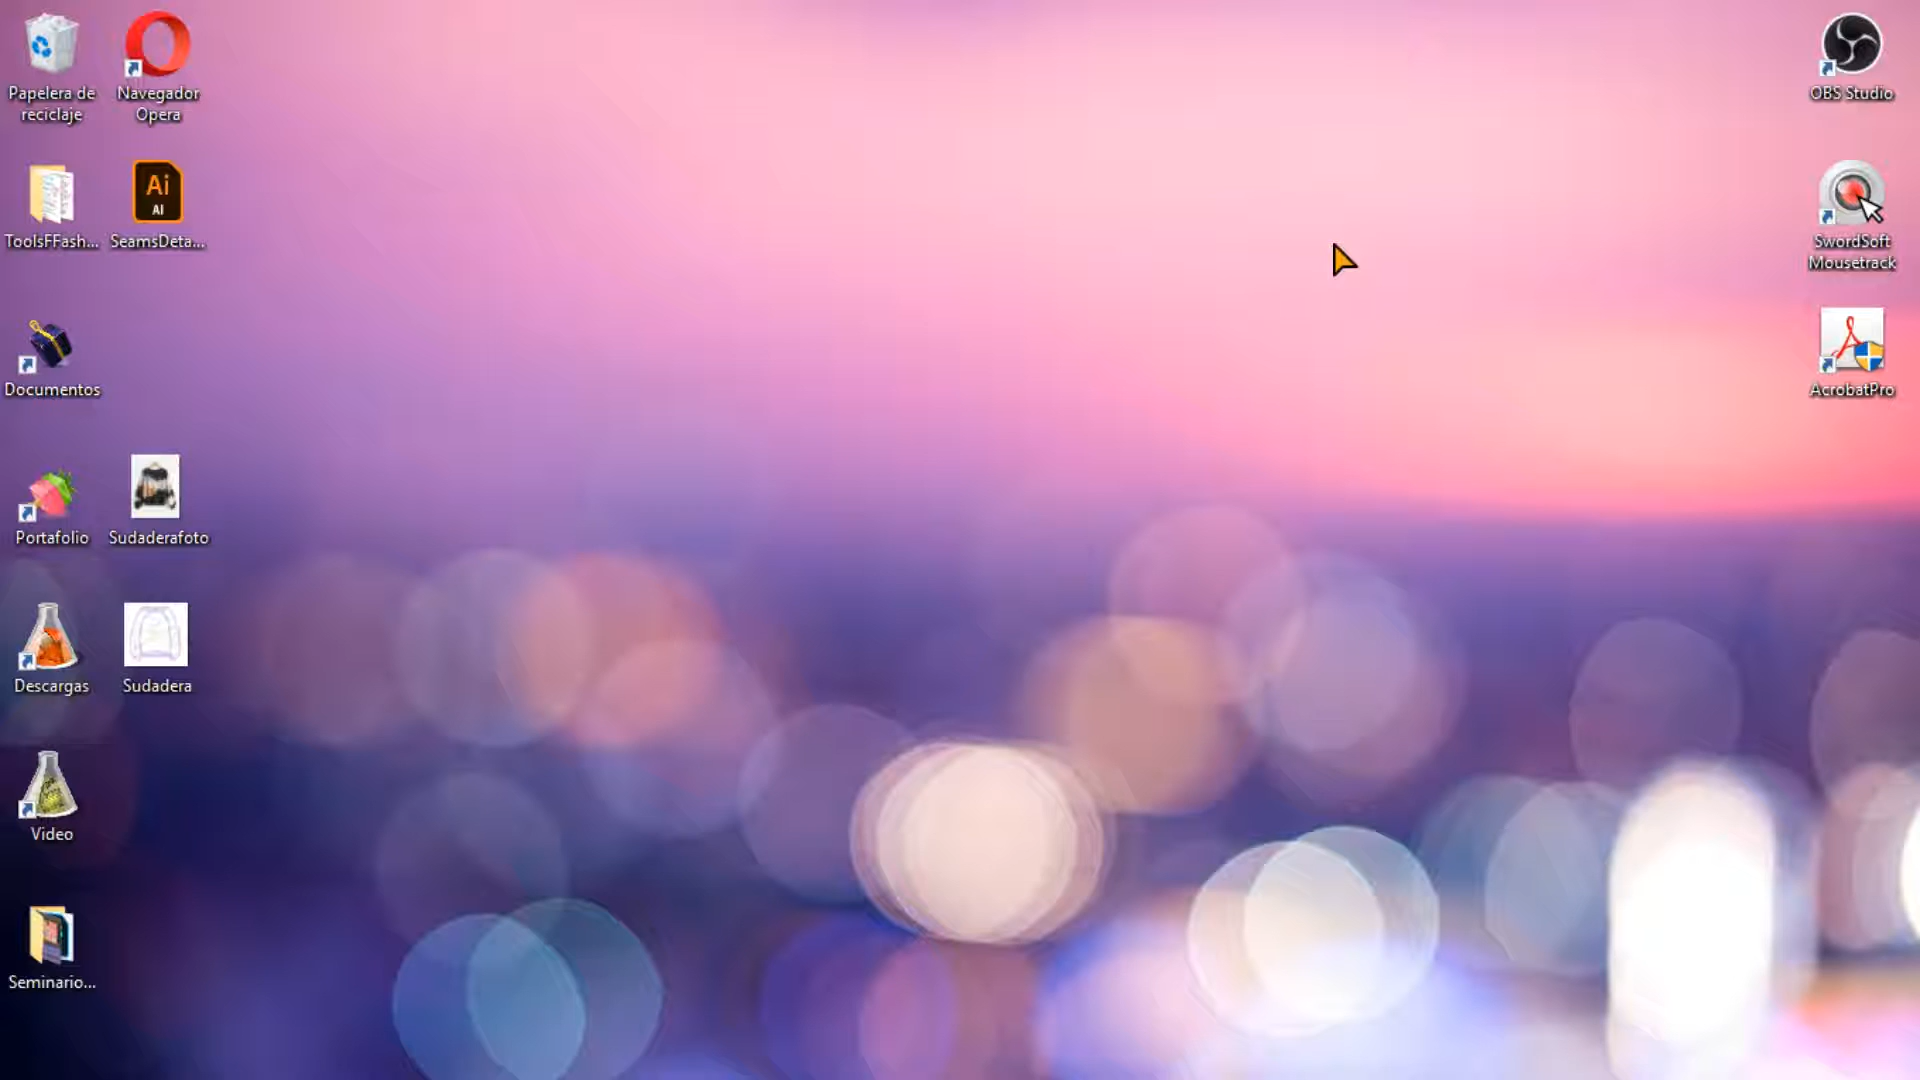 Papelera de
reciclaje
Navegador
Opera
OBS Studio
ToolsFFash...
Ai
AI
SeamsDeta...
SwordSoft
Mousetrack
Documentos
AcrobatPro
Portafolio
Sudaderafoto
Descargas
Sudadera
Video
Seminario...